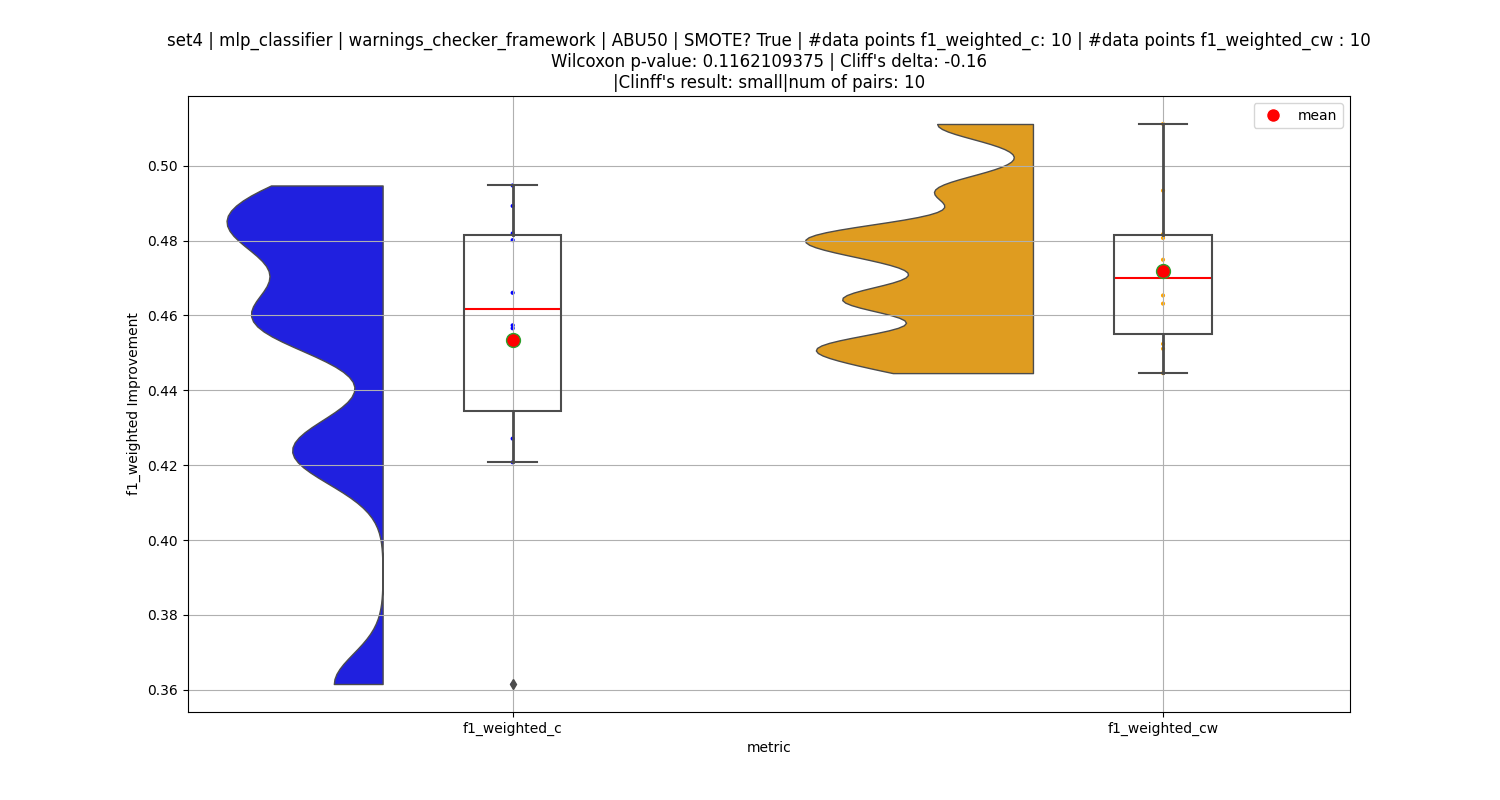 set4 | mlp_classifier | warnings_checker_framework | ABU50 | SMOTE? True | #data points f1_weighted_c: 10 | #data points f1_weighted_cw : 10
Wilcoxon p-value: 0.1162109375 | Cliff's delta: -0.16
|Clinff's result: small|num of pairs: 10
mean
0.50
0.48
0.46
0.44
0.42
0.40
0.38
0.36
f1_weighted Improvement
f1_weighted_c
f1_weighted_cw
metric